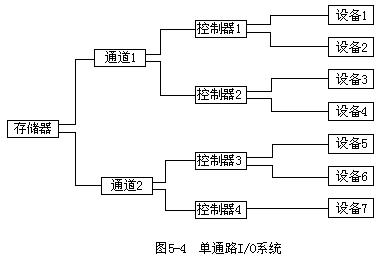 设备1
控制器1
设备2
通道1
设备3
控制器2
设备4
存储器
设备5
控制器3
设备6
通道2
控制器4
设备7
图5-4 单通路I/O系统